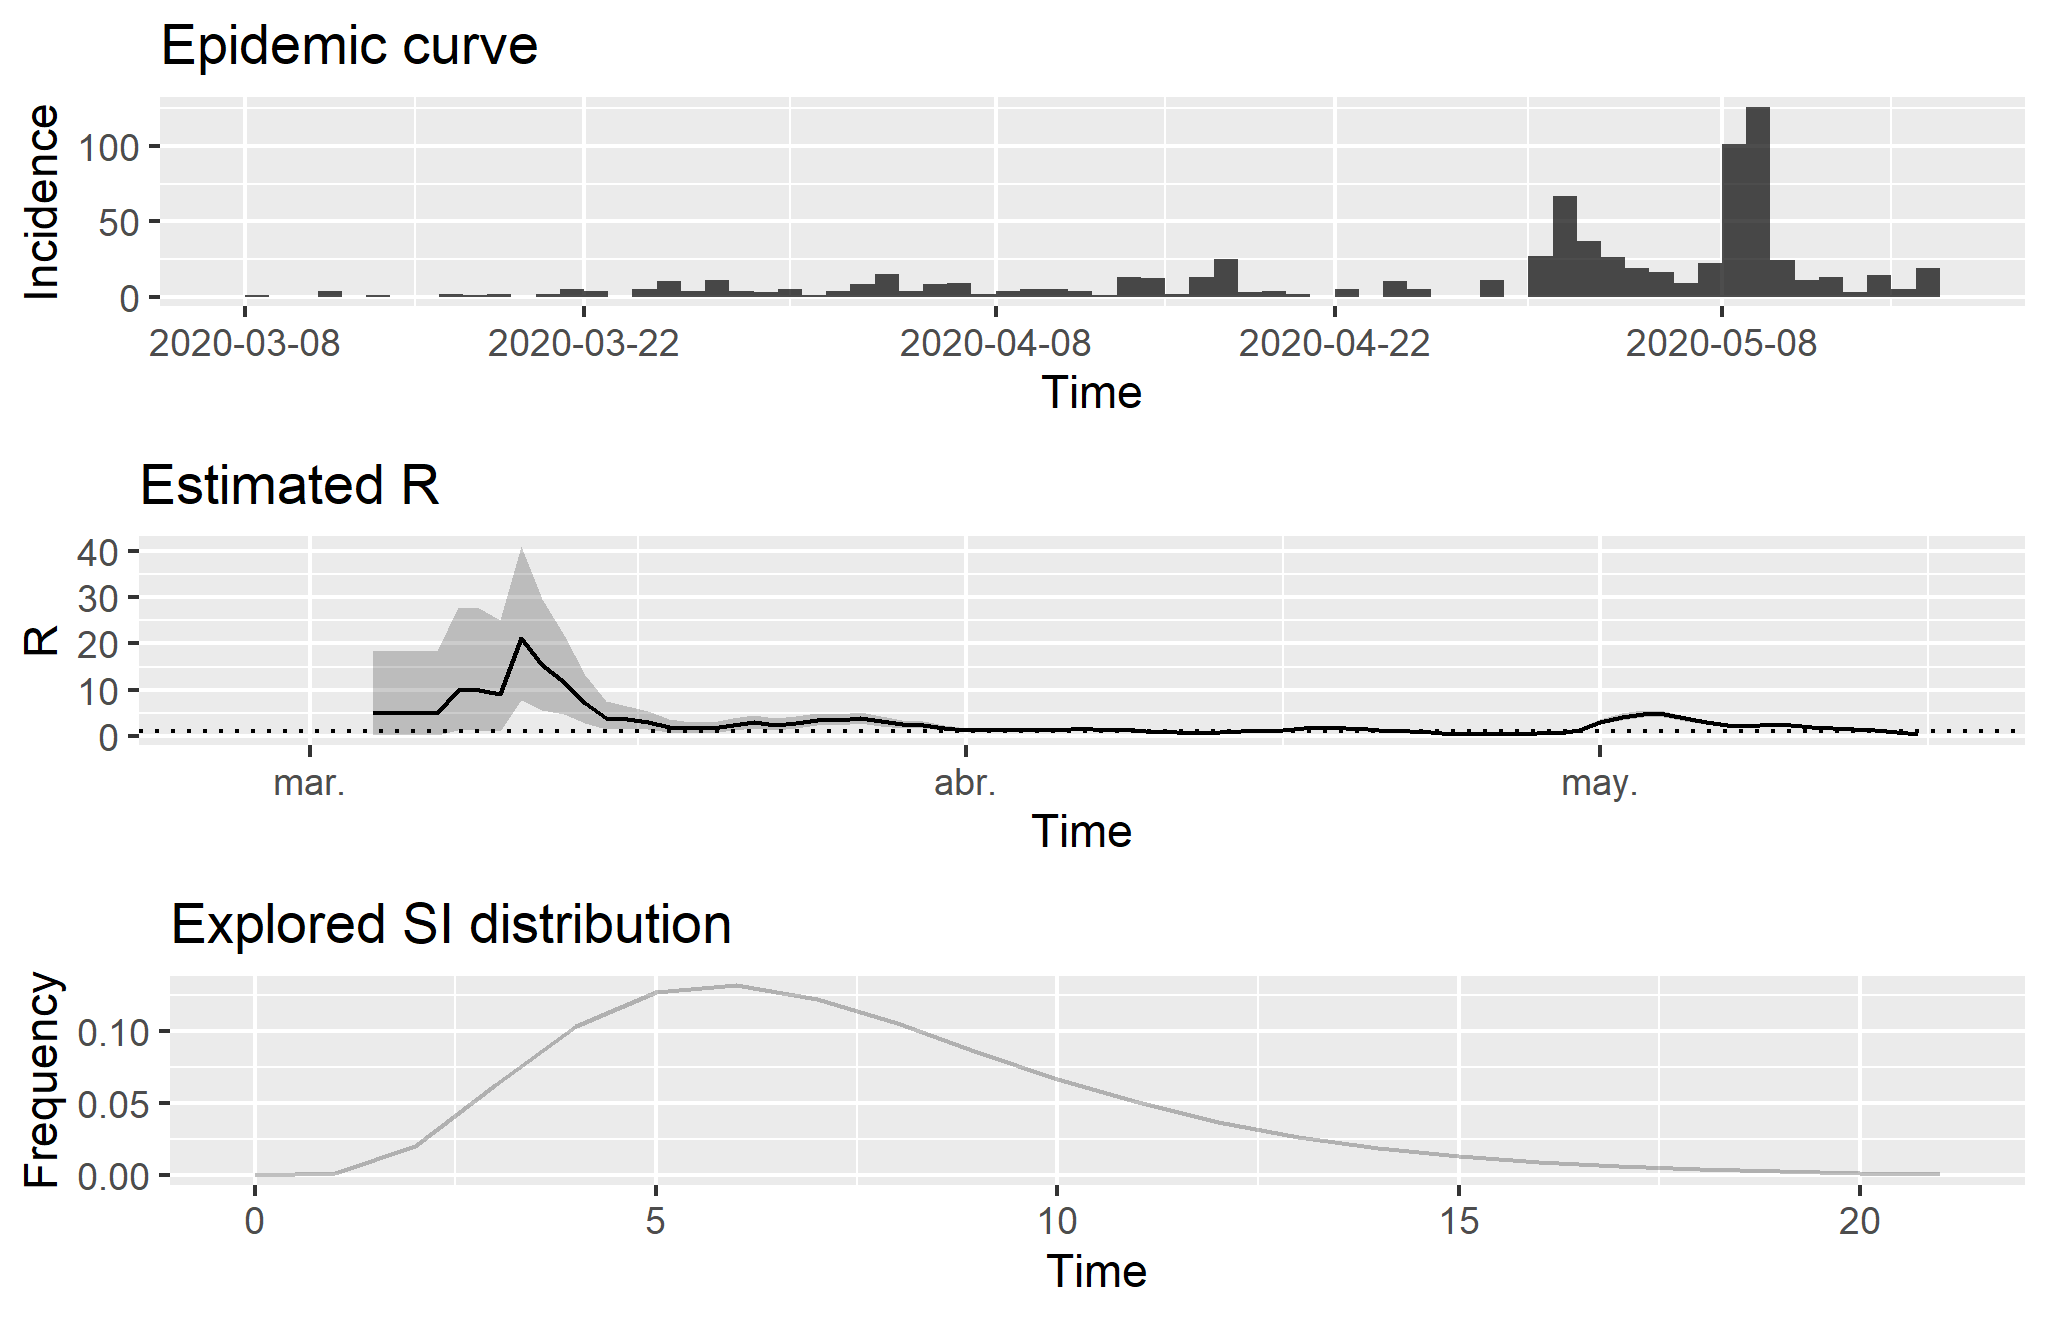 Epidemic curve
Incidence
100
50
0
2020-03-08 2020-03-22 2020-04-08 2020-04-22 2020-05-08
Time
Estimated R
R
40
30
20
10
0
mar. abr. may.
Time
Explored SI distribution
Frequency
0.10
0.05
0.00
0 5 10 15 20
Time